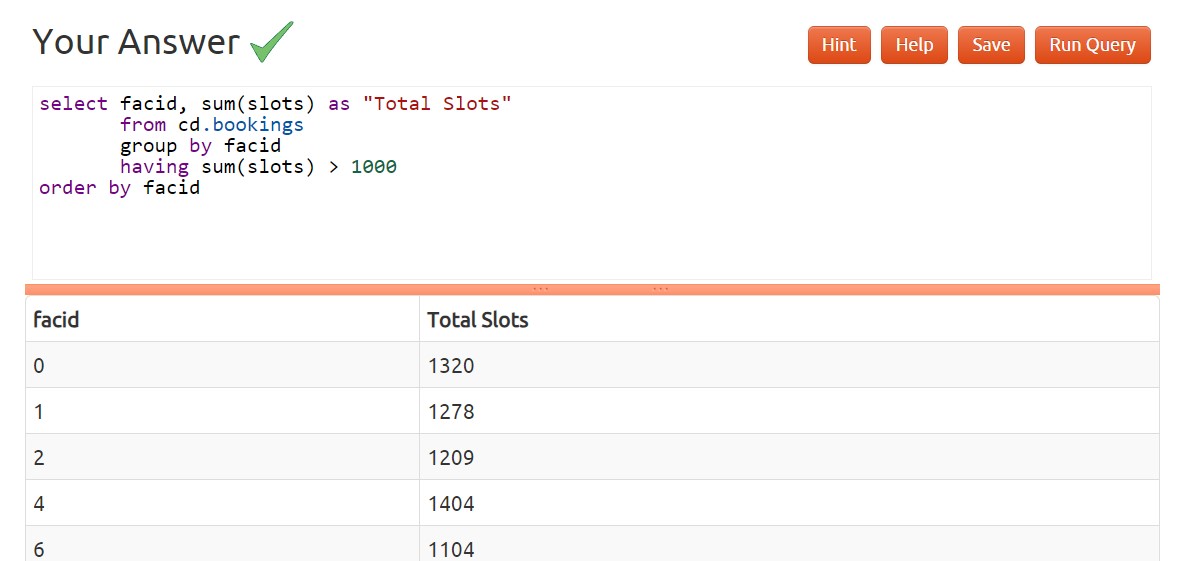 Your Answer
Hint Help Save Run Query
select facid, sum(slots) as "Total Slots"
from cd.bookings
group by facid
having sum(slots) > 1000
order by facid
facid Total Slots
0 1320
1 1278
2 1209
4 1404
6 1104